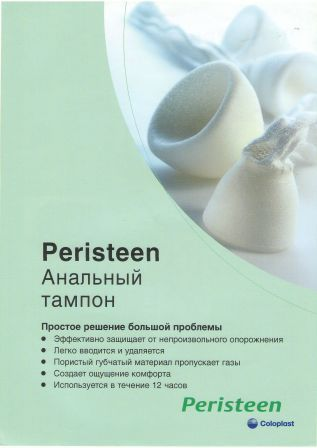 Peristeen
Анальный
тампон
Простое решение большой проблемы
• Эффективно защищает от непроизвольного опорожнения
• Легко вводится и удаляется
• Пористый губчатый материал пропускает газы
• Создает ощущение комфорта
• Используется в течение 12 часов
Peristeen
Coloplast